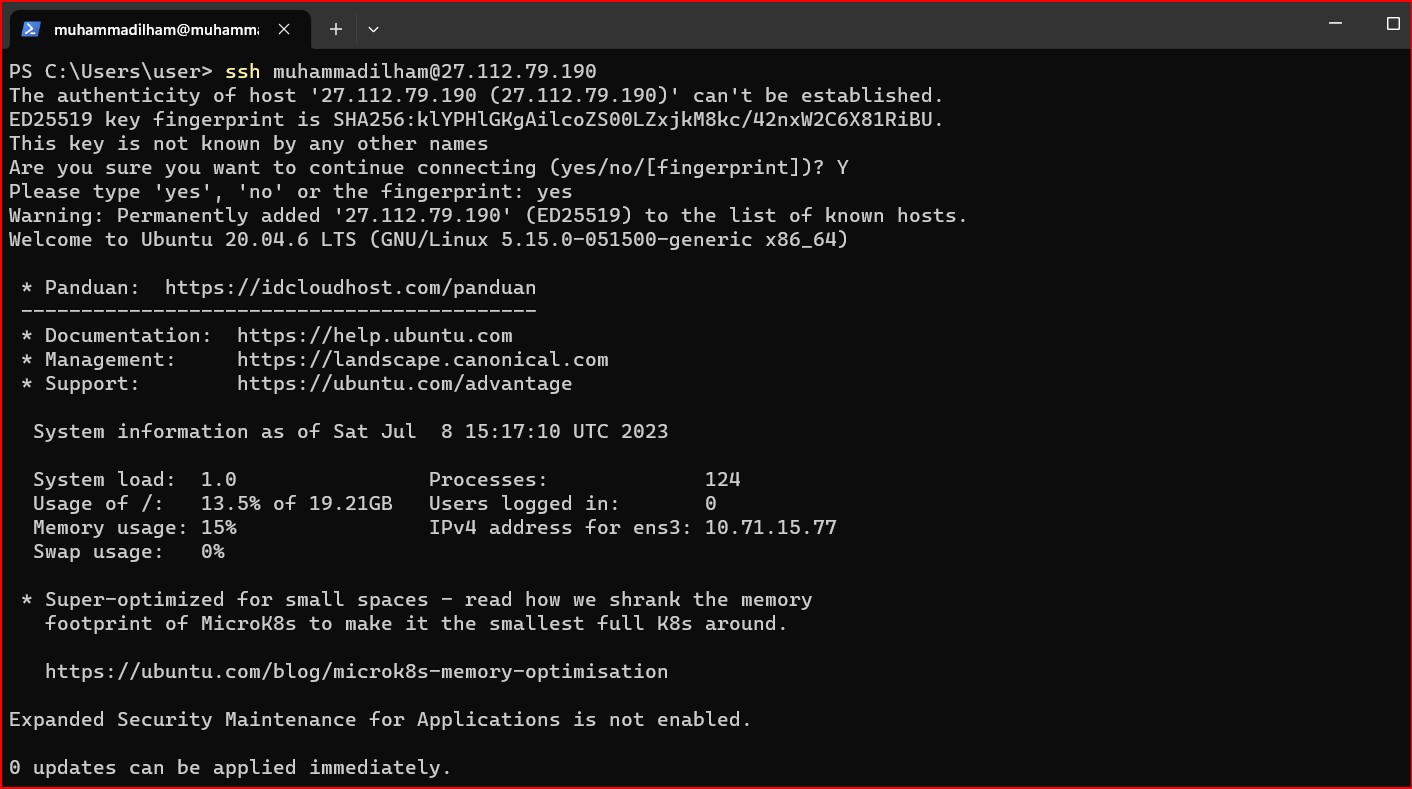 muhammadilham@muhamma
PS C:\Users\user> ssh muhammadilham@27.112.79.190
The authenticity of host '27.112.79.190 (27.112.79.190)' can't be established.
ED25519 key fingerprint is SHA256:klYPHlGKgAilcoZS00LZxjkM8kc/42nxW2C6X81RiBU.
This key is not known by any other names
Are you sure you want to continue connecting (yes/no/[fingerprint])? Y
Please type 'yes', 'no' or the fingerprint: yes
Warning: Permanently added '27.112.79.190' (ED25519) to the list of known hosts.
Welcome to Ubuntu 20.04.6 LTS (GNU/Linux 5.15.0-051500-generic x86_64)
* Panduan:  https://idcloudhost.com/panduan
-------------------------------------------
* Documentation:  https://help.ubuntu.com
* Management:     https://landscape.canonical.com
* Support:        https://ubuntu.com/advantage
System information as of Sat Jul  8 15:17:10 UTC 2023
System load:  1.0                Processes:             124
Usage of /:   13.5% of 19.21GB   Users logged in:       0
Memory usage: 15%                IPv4 address for ens3: 10.71.15.77
Swap usage:   0%
* Super-optimized for small spaces - read how we shrank the memory
footprint of MicroK8s to make it the smallest full K8s around.
https://ubuntu.com/blog/microk8s-memory-optimisation
Expanded Security Maintenance for Applications is not enabled.
0 updates can be applied immediately.